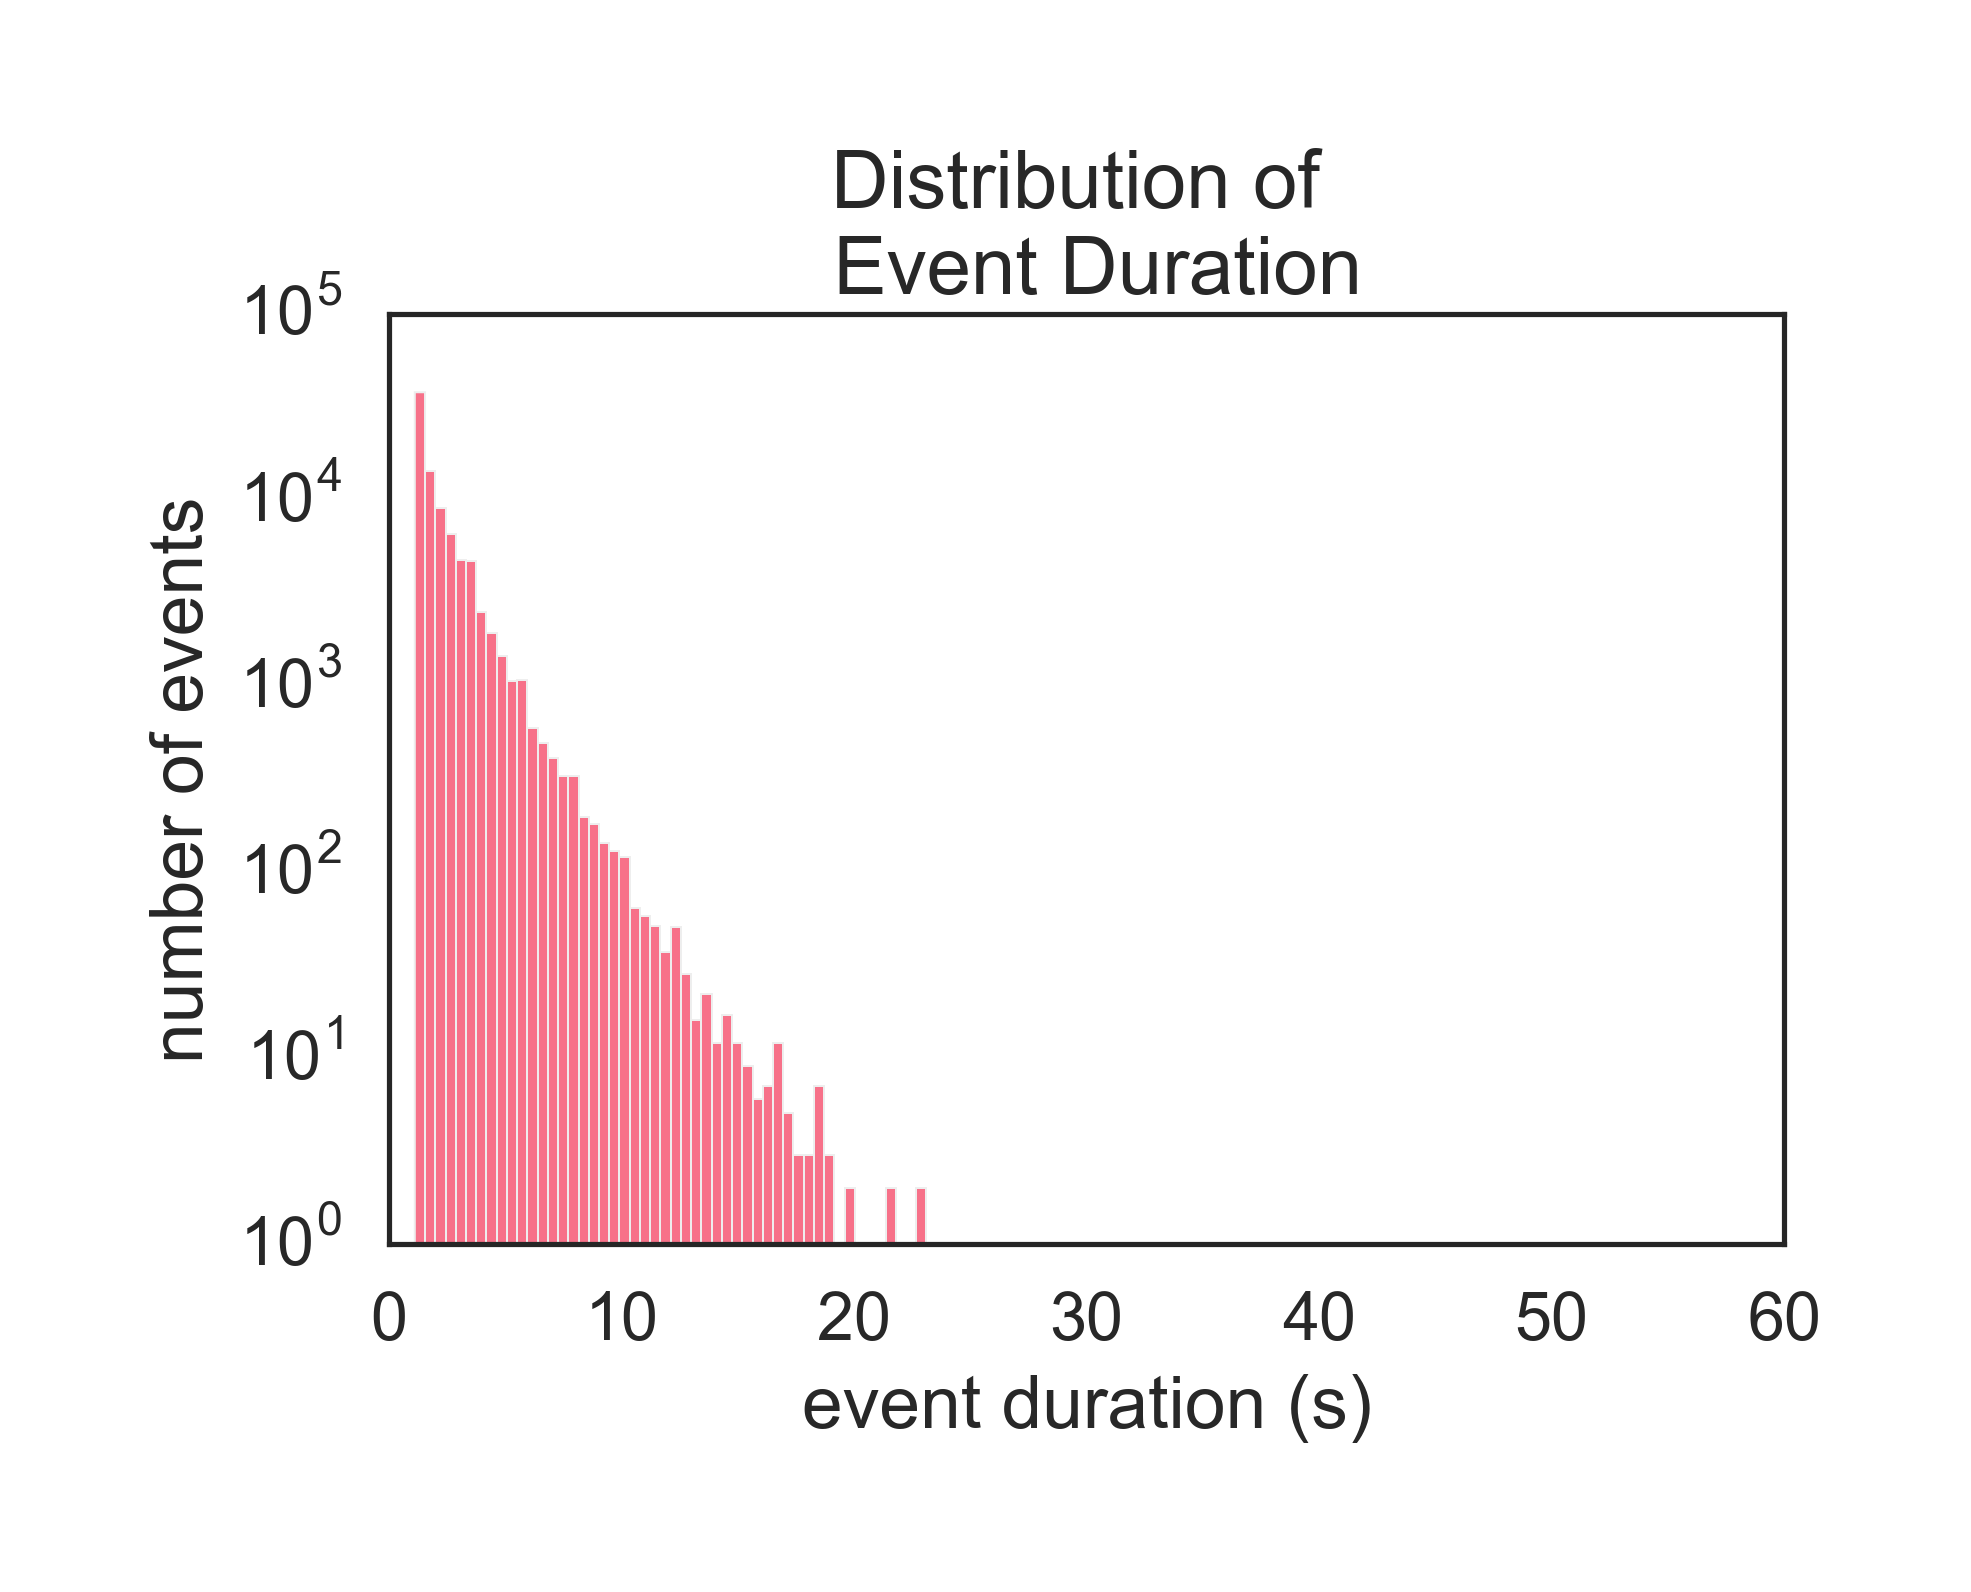 Distribution of
Event Duration
10^5
10^4
10^3
10^2
10^1
10^0
number of events
0 10 20 30 40 50 60
event duration (s)